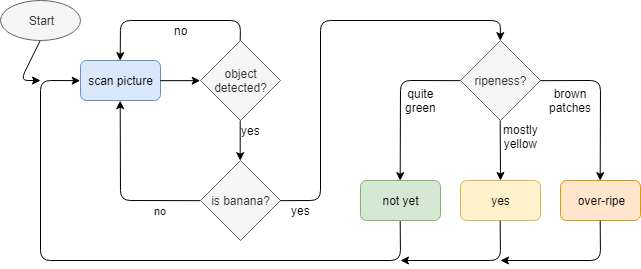 Start
no
scan picture
object
detected?
yes
is banana?
no
yes
ripeness?
quite
green
mostly
yellow
brown
patches
not yet
yes
over-ripe